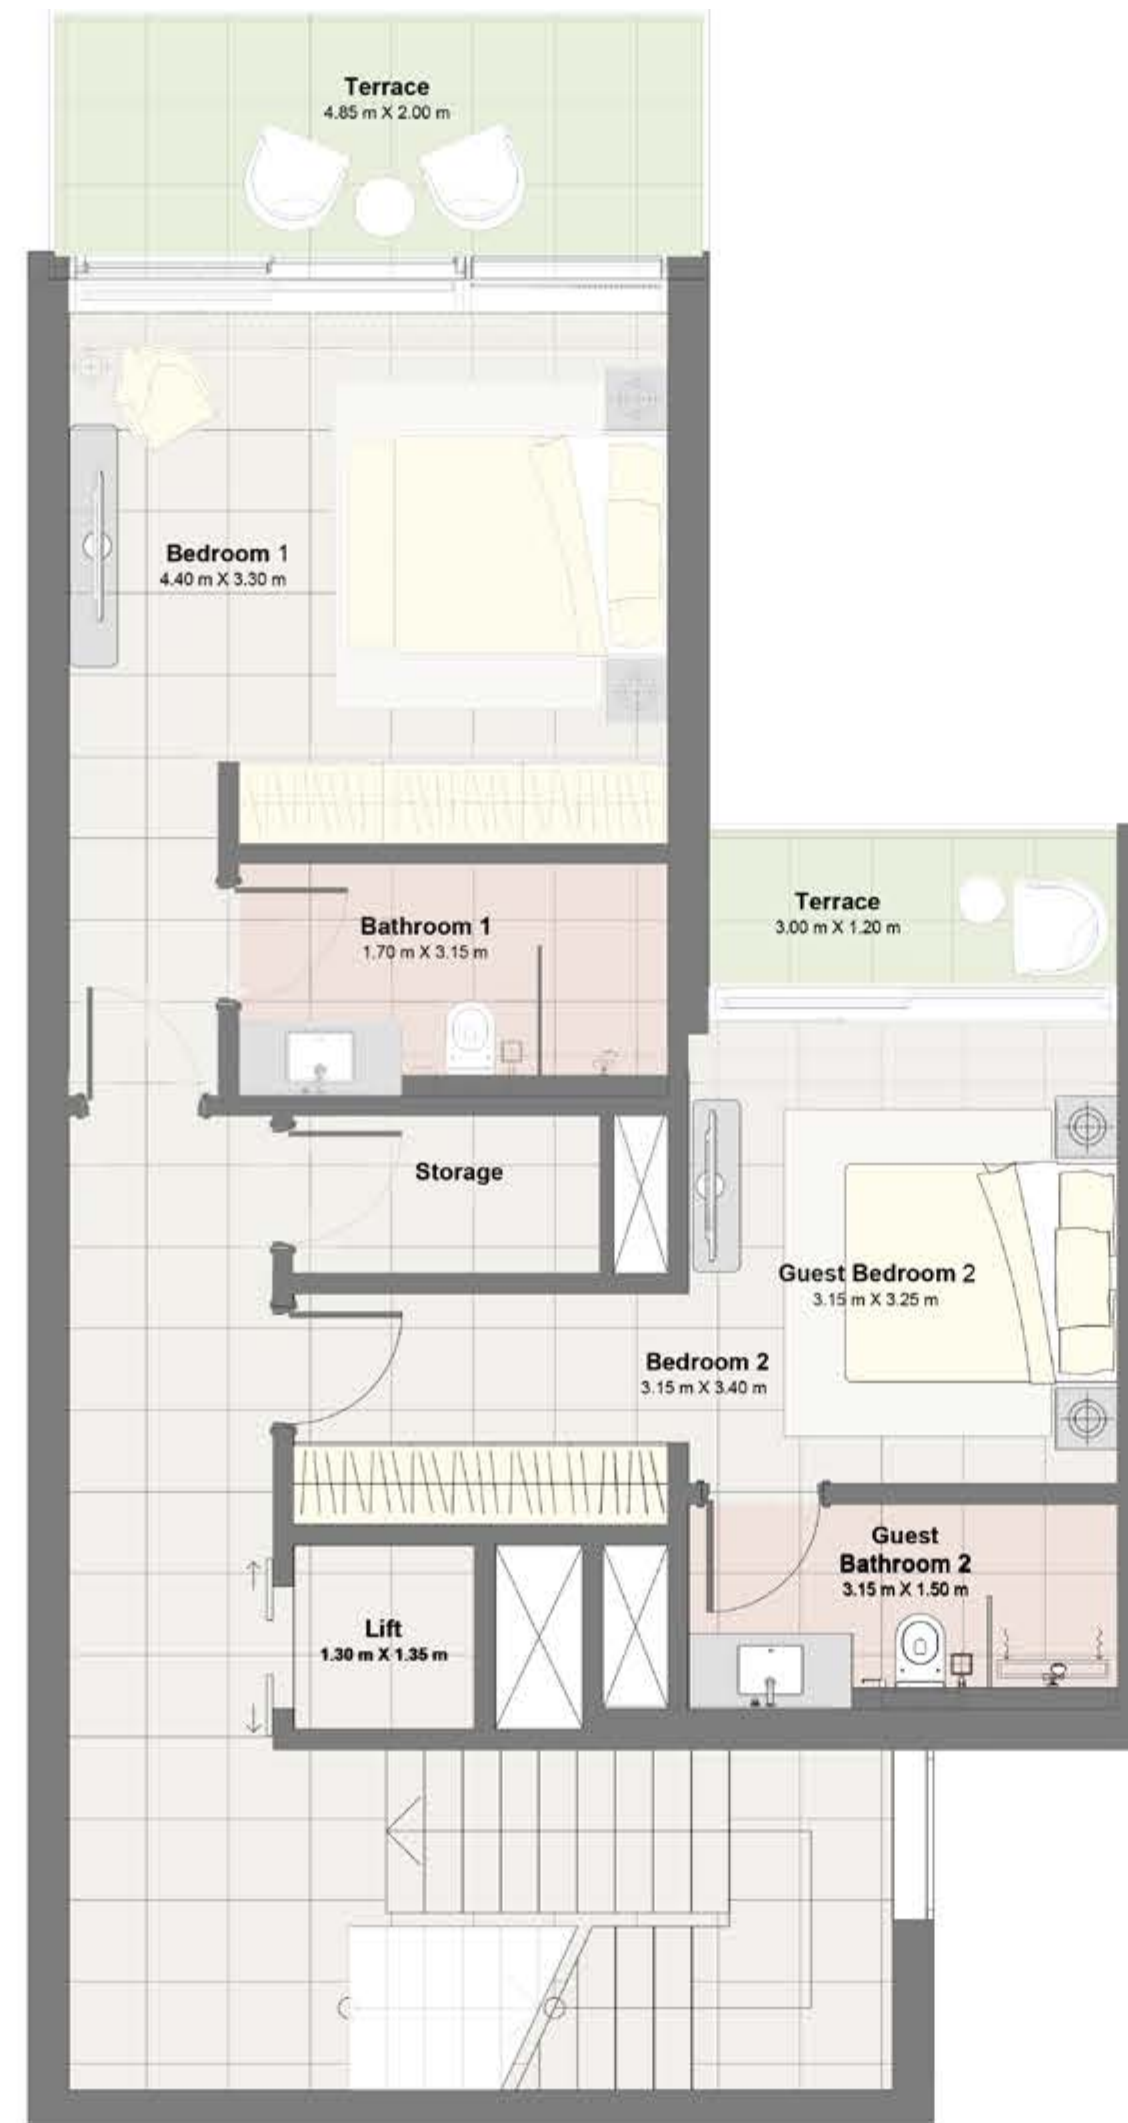 Terrace
4.85 m X 2.00 m
Bedroom 1
4.40 m X 3.30 m
Bathroom 1
1.70 m X 3.15 m
Terrace
3.00 m X 1.20 m
Storage
Guest Bedroom 2
3.15 m X 3.25 m
Bedroom 2
3.15 m X 3.40 m
Guest
Bathroom 2
3.15 m X 1.50 m
Lift
1.30 m X 1.35 m